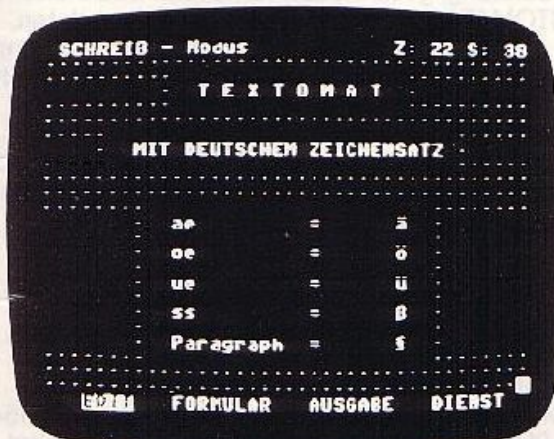 SCHREIB - Modus Z: 22 S: 38
T E X T O M A T
MIT DEUTSCHEM ZEICHENSATZ
ae = ä
oe = ö
ue = ü
ss = ß
Paragraph = §
FORMULAR AUSGABE DIENST